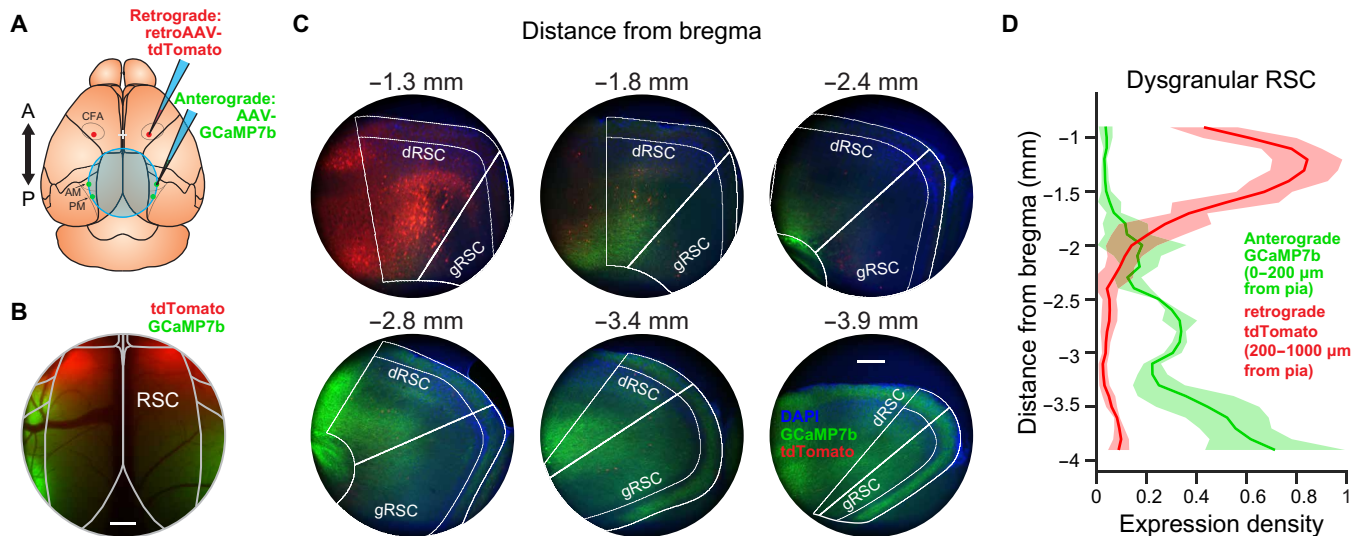 A
Retrograde:
retroAAV-
tdTomato
Anterograde:
AAV-
GCaMP7b
A
P
CFA
AM
PM
B
tdTomato
GCaMP7b
RSC
C
Distance from bregma
−1.3 mm
−1.8 mm
−2.4 mm
dRSC
gRSC
dRSC
gRSC
dRSC
gRSC
−2.8 mm
−3.4 mm
−3.9 mm
dRSC
gRSC
dRSC
gRSC
dRSC
gRSC
DAPI
GCaMP7b
tdTomato
D
Dysgranular RSC
Distance from bregma (mm)
−1
−1.5
−2
−2.5
−3
−3.5
−4
Anterograde
GCaMP7b
(0–200 μm
from pia)
retrograde
tdTomato
(200–1000 μm
from pia)
0
0.2
0.4
0.6
0.8
1
Expression density